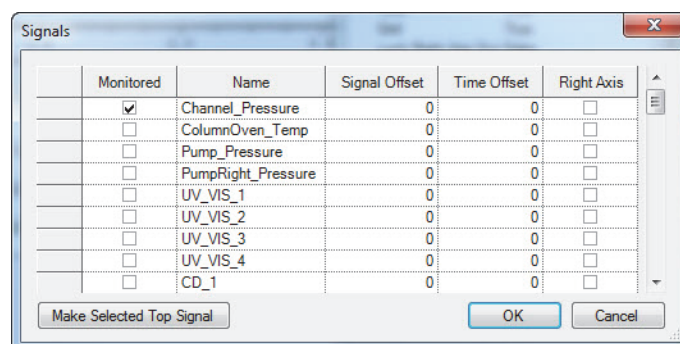 Signals
Monitored Name Signal Offset Time Offset Right Axis
Channel_Pressure 0 0
ColumnOven_Temp 0 0
Pump_Pressure 0 0
PumpRight_Pressure 0 0
UV_VIS_1 0 0
UV_VIS_2 0 0
UV_VIS_3 0 0
UV_VIS_4 0 0
CD_1 0 0
Make Selected Top Signal OK Cancel